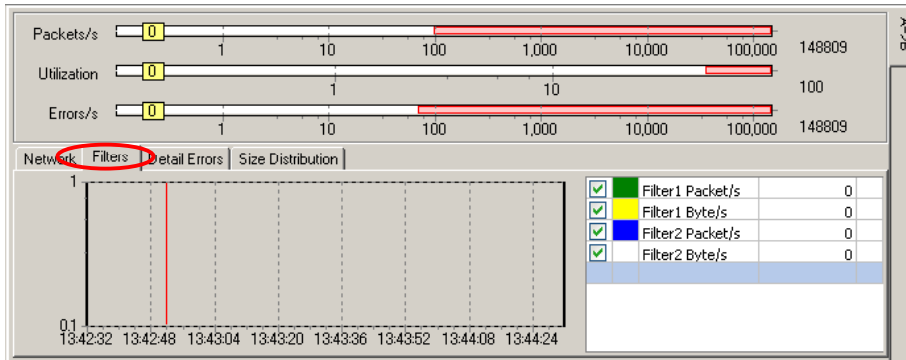 Packets/s 0 1 10 100 1,000 10,000 100,000 148809
Utilization 0 1 10 100
Errors/s 0 1 10 100 1,000 10,000 100,000 148809
Network Filters Detail Errors Size Distribution
1
0.1
13:42:32 13:42:48 13:43:04 13:43:20 13:43:36 13:43:52 13:44:08 13:44:24
Filter1 Packet/s 0
Filter1 Byte/s 0
Filter2 Packet/s 0
Filter2 Byte/s 0